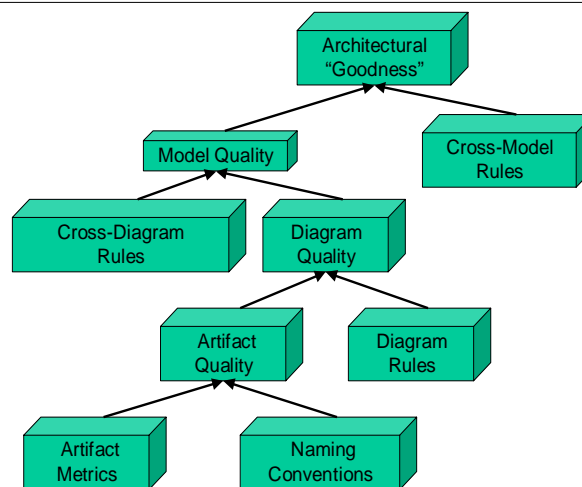 Architectural
“Goodness”
Model Quality
Cross-Model
Rules
Cross-Diagram
Rules
Diagram
Quality
Artifact
Quality
Diagram
Rules
Artifact
Metrics
Naming
Conventions